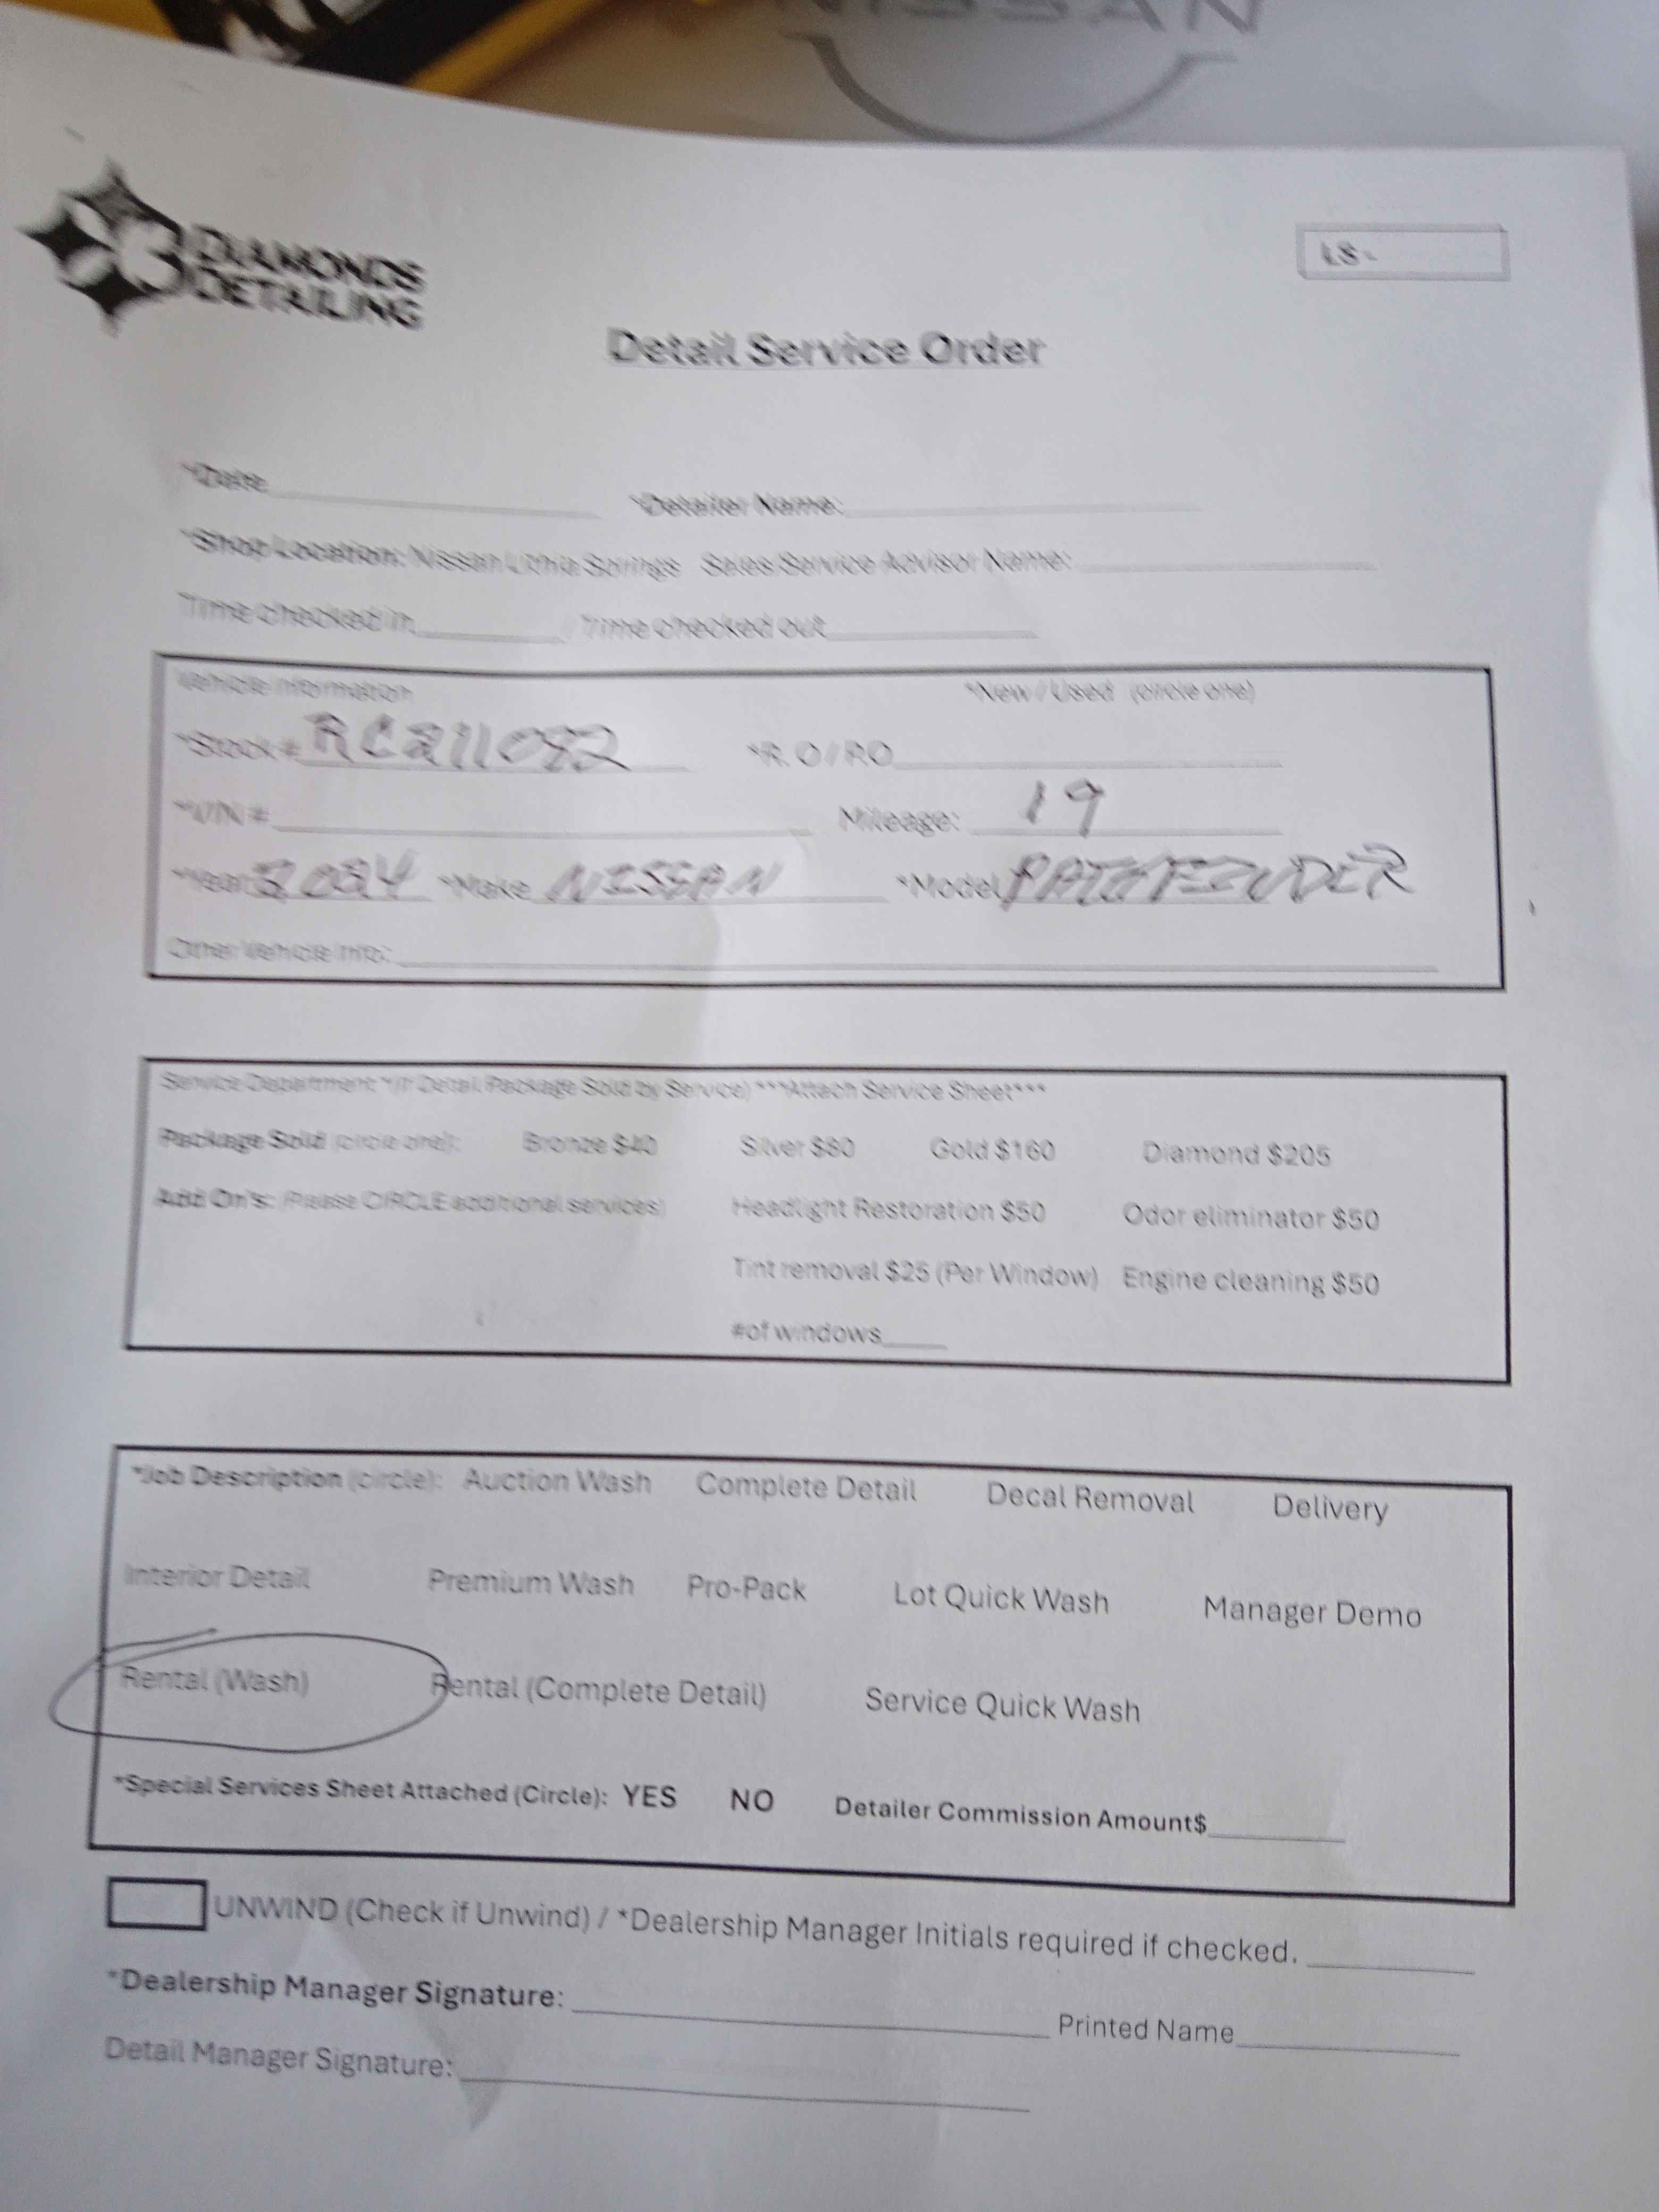 NISSAN
DIAMONDS
DETAILING
LS-
Detail Service Order
*Date
*Detailer Name:
*Shop Location: Nissan Lithia Springs Sales/Service Advisor Name:
Time checked in Time checked out
Vehicle Information *New / Used (circle one)
*Stock # RC211082 *R. O / RO
*VIN # Mileage: 19
*Year 2024 *Make NISSAN *Model PATHFINDER
Other Vehicle Info:
Service Department *(If Detail Package Sold by Service) ***Attach Service Sheet***
Package Sold (circle one): Bronze $40 Silver $80 Gold $160 Diamond $205
Add On's: (Please CIRCLE additional services) Headlight Restoration $50 Odor eliminator $50
Tint removal $25 (Per Window) Engine cleaning $50
#of windows
*Job Description (circle): Auction Wash Complete Detail Decal Removal Delivery
Interior Detail Premium Wash Pro-Pack Lot Quick Wash Manager Demo
Rental (Wash) Rental (Complete Detail) Service Quick Wash
*Special Services Sheet Attached (Circle): YES NO Detailer Commission Amount$
UNWIND (Check if Unwind) / *Dealership Manager Initials required if checked.
*Dealership Manager Signature: Printed Name
Detail Manager Signature: